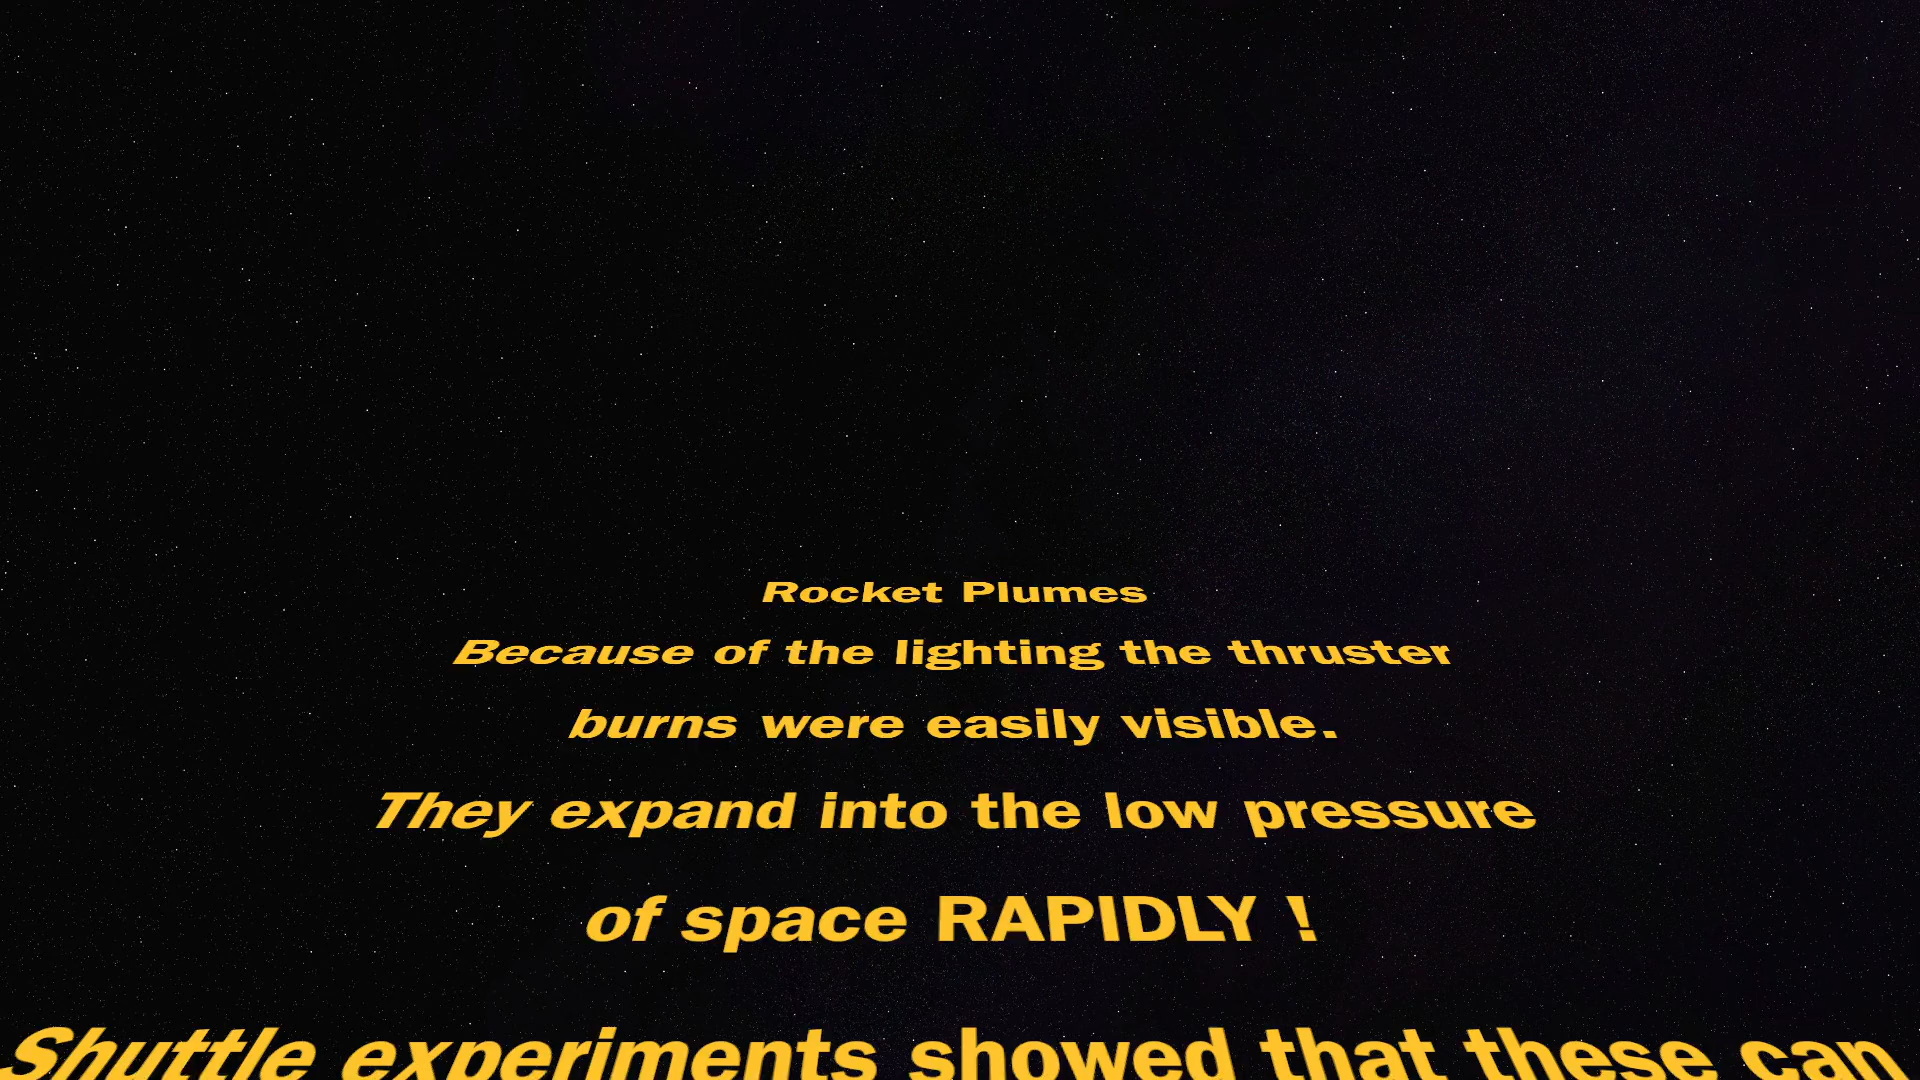 Rocket Plumes
Because of the lighting the thruster
burns were easily visible.
They expand into the low pressure
of space RAPIDLY !
Shuttle experiments showed that these can